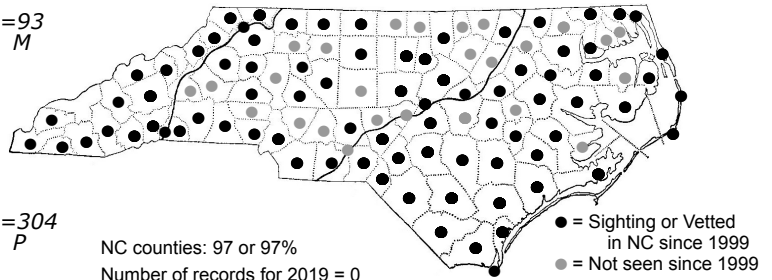 =93
M
=304
P
NC counties: 97 or 97%
Number of records for 2019 = 0
● = Sighting or Vetted
in NC since 1999
● = Not seen since 1999